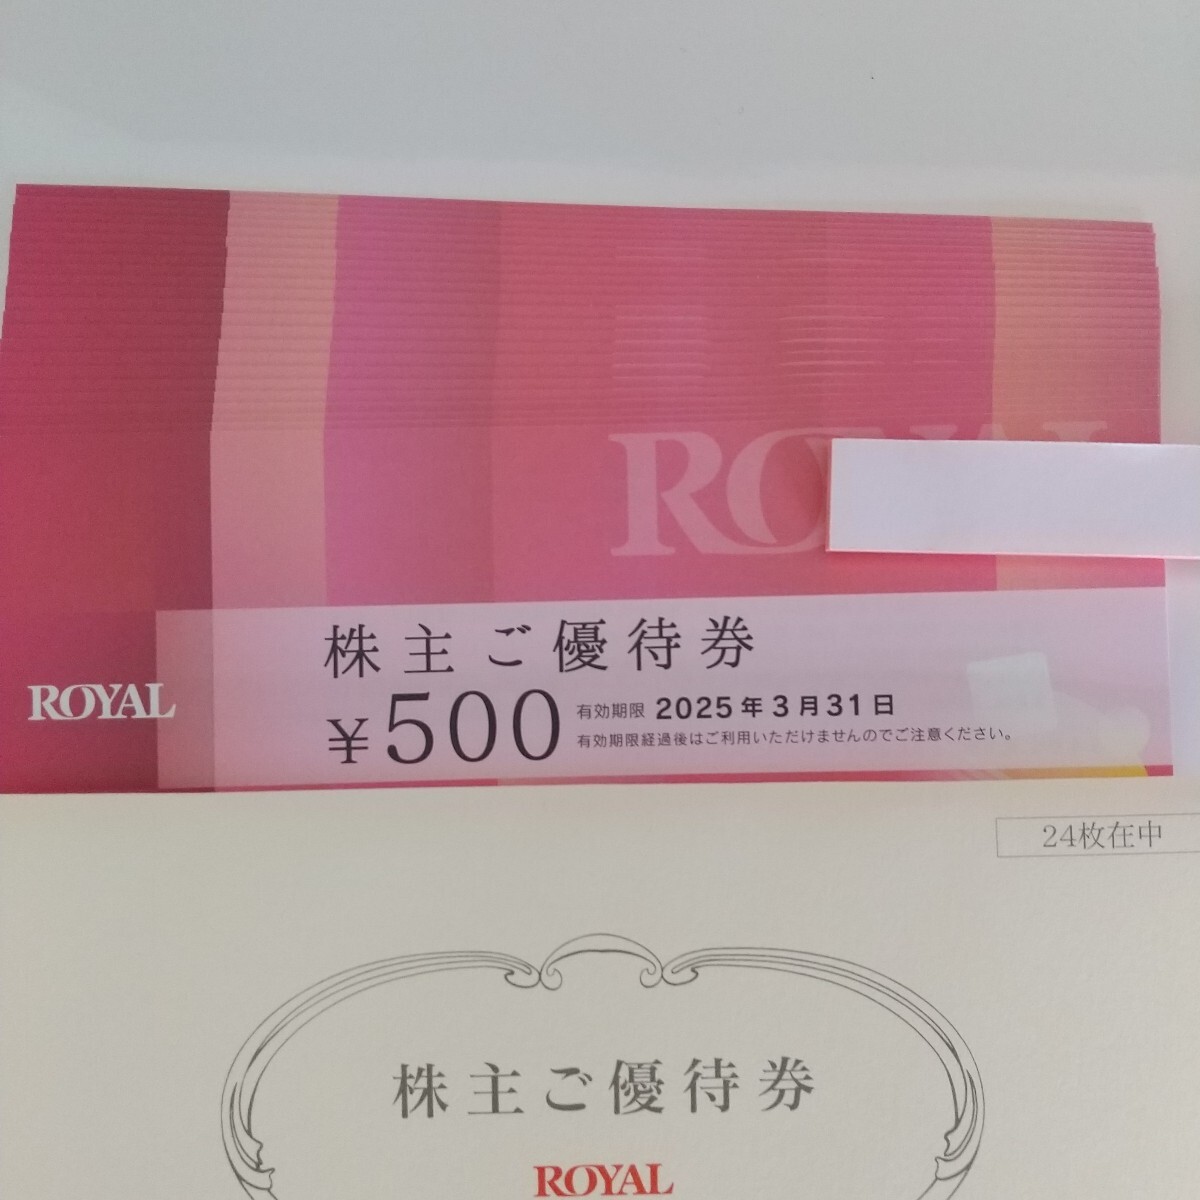 ROYAL
株主ご優待券
ROYAL
¥500
有効期限 2025年3月31日
有効期限経過後はご利用いただけませんのでご注意ください。
24枚在中
株主ご優待券
ROYAL